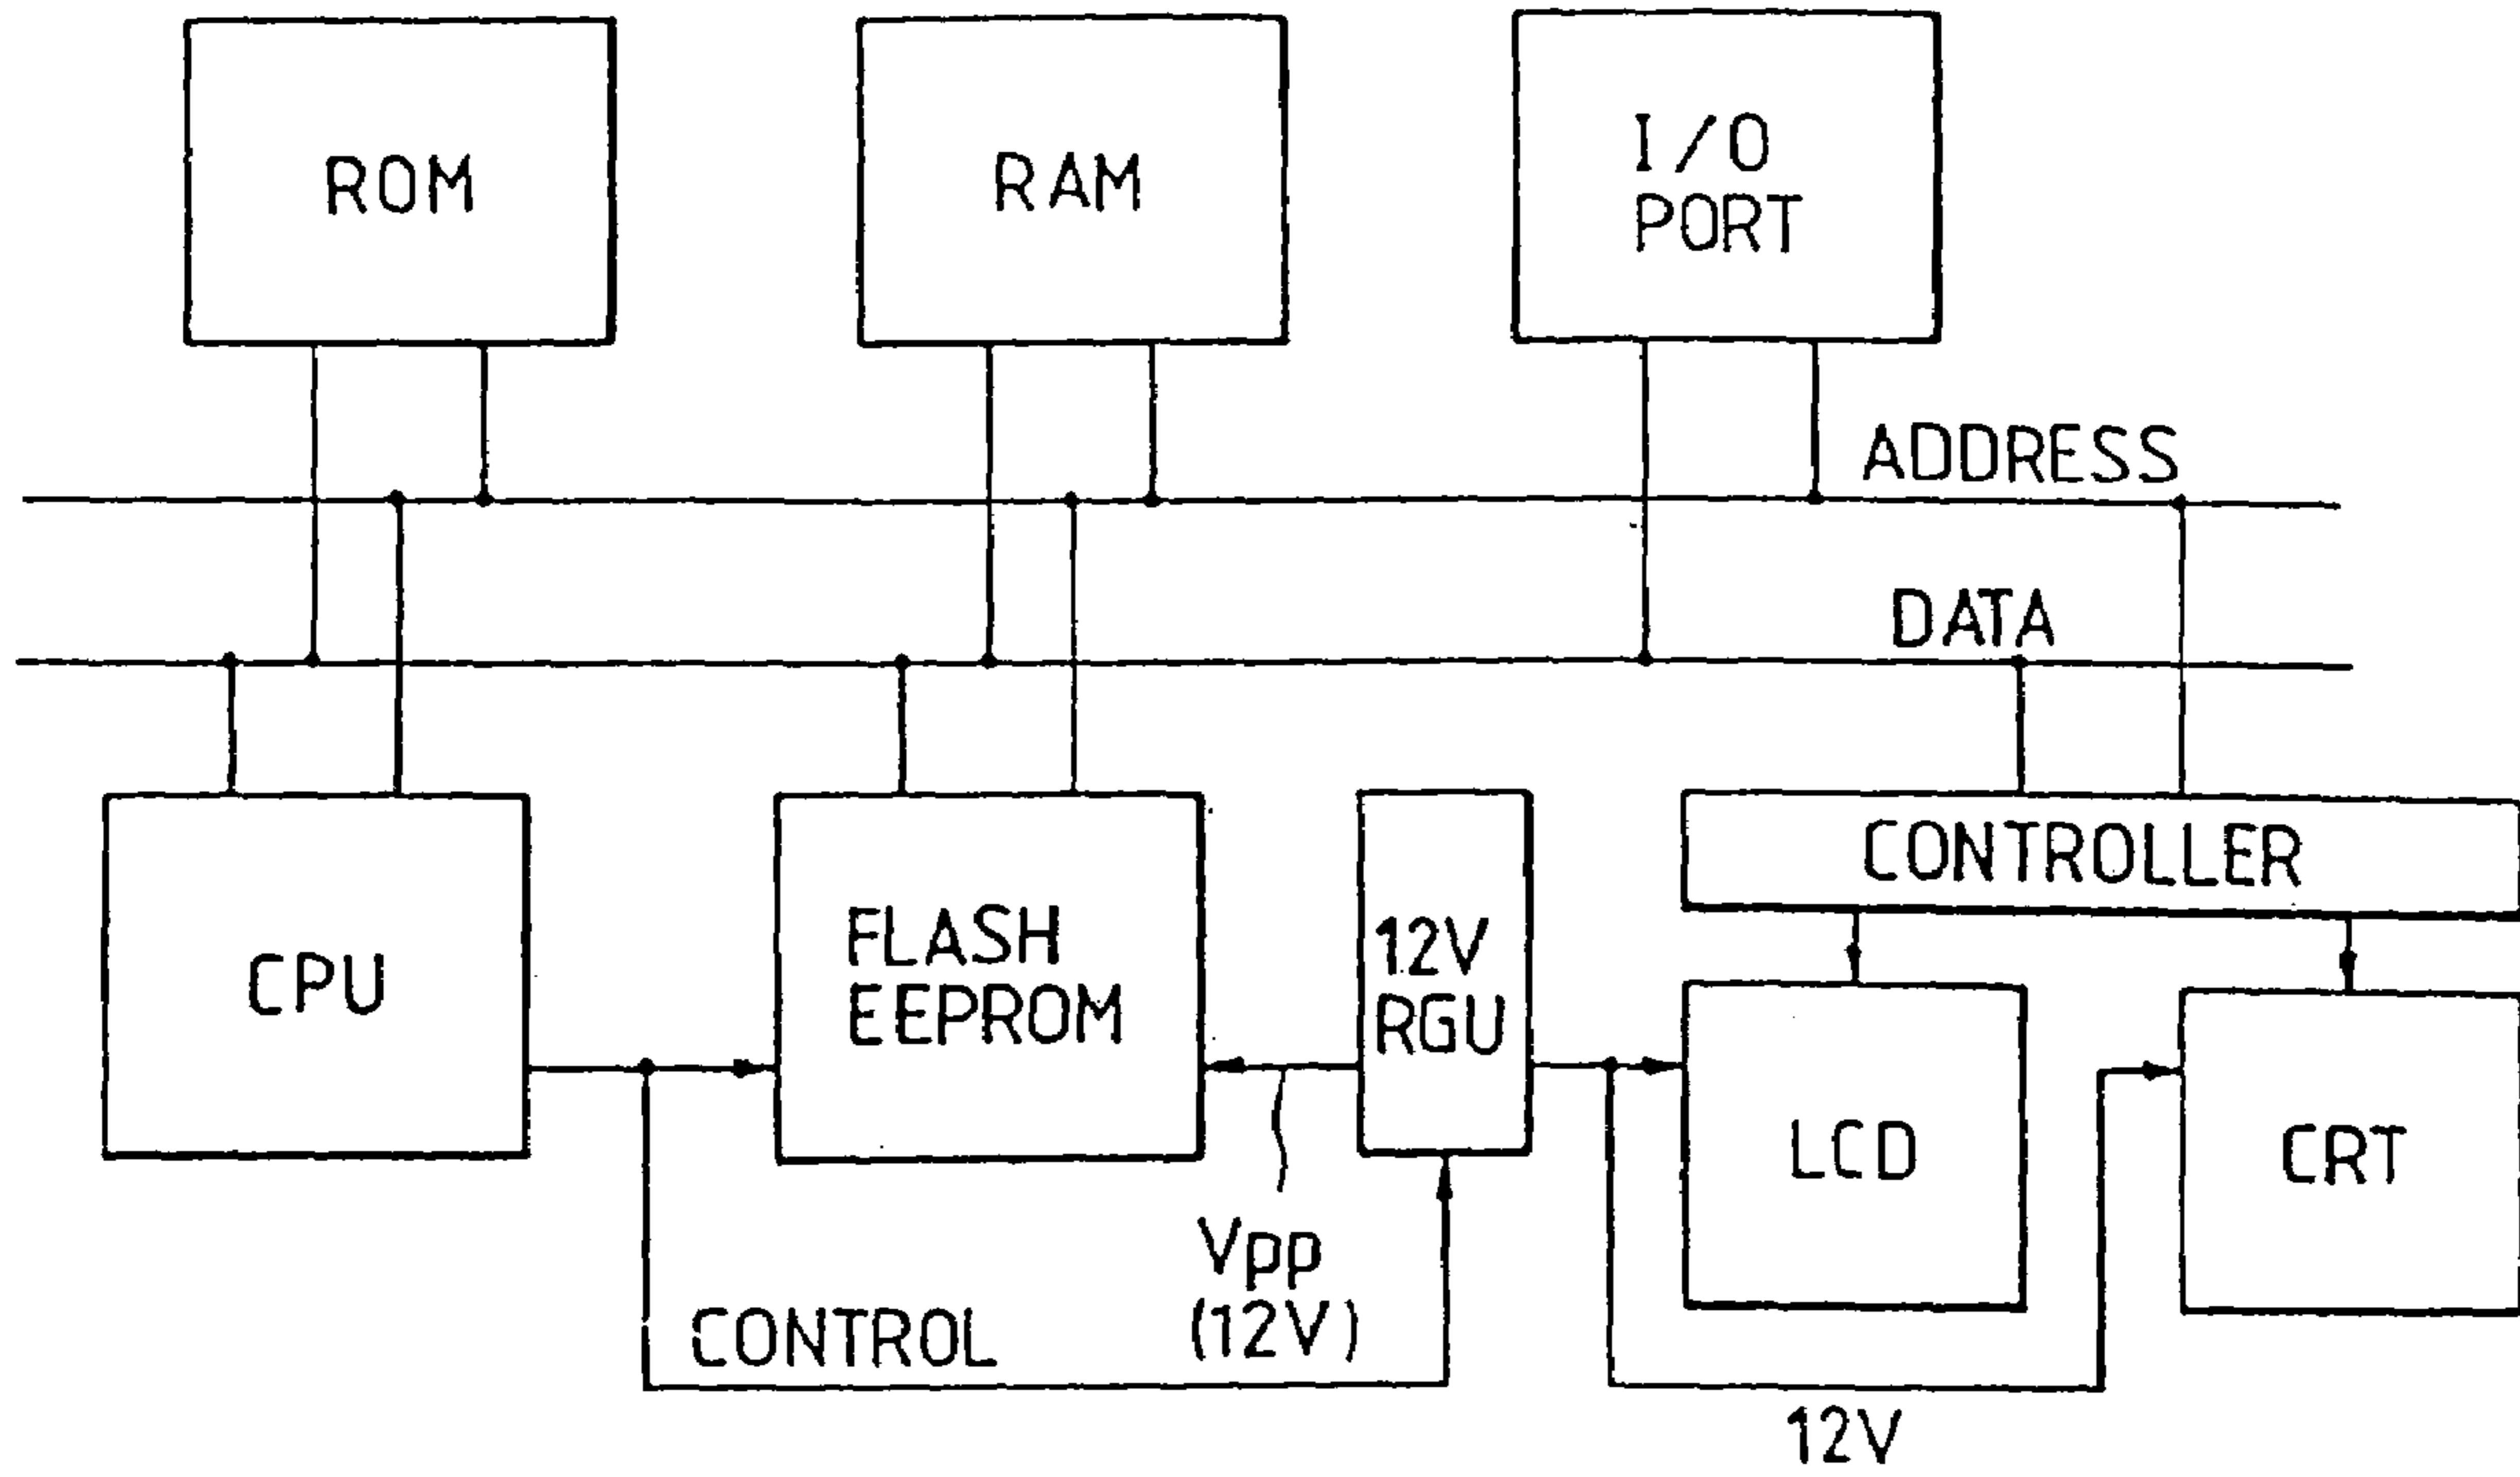 ROM
RAM
I/O
PORT
ADDRESS
DATA
CONTROLLER
CPU
FLASH
EEPROM
12V
RGU
LCD
CRT
Vpp
(12V)
CONTROL
12V